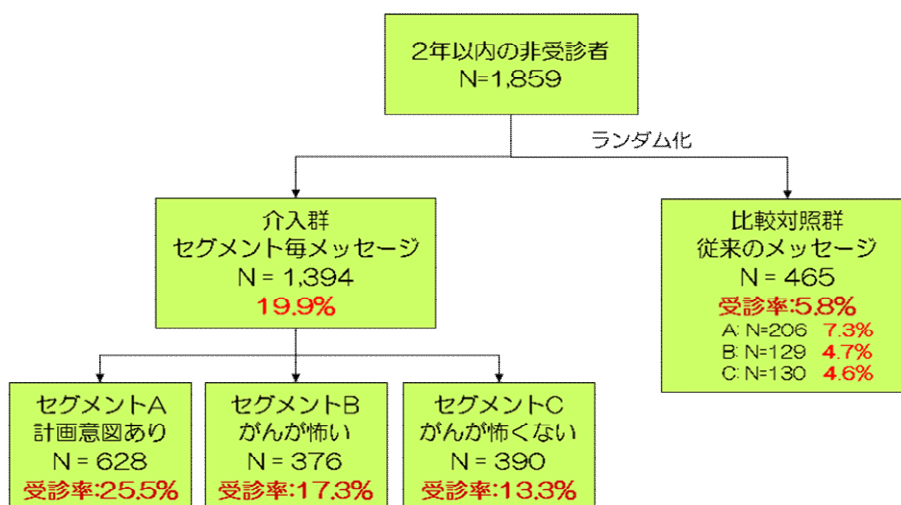 2年以内の非受診者
N=1,859
ランダム化
介入群
セグメント毎メッセージ
N = 1,394
19.9%
比較対照群
従来のメッセージ
N = 465
受診率:5.8%
A: N=206 7.3%
B: N=129 4.7%
C: N=130 4.6%
セグメントA
計画意図あり
N = 628
受診率:25.5%
セグメントB
がんが怖い
N = 376
受診率:17.3%
セグメントC
がんが怖くない
N = 390
受診率:13.3%